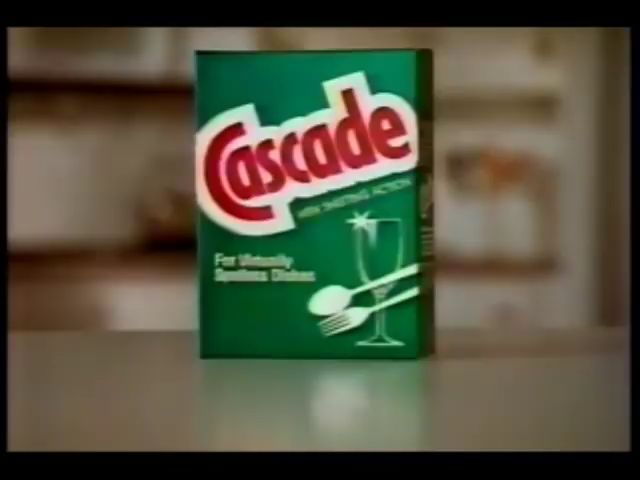 Cascade
WITH SHEETING ACTION
For Virtually
Spotless Dishes